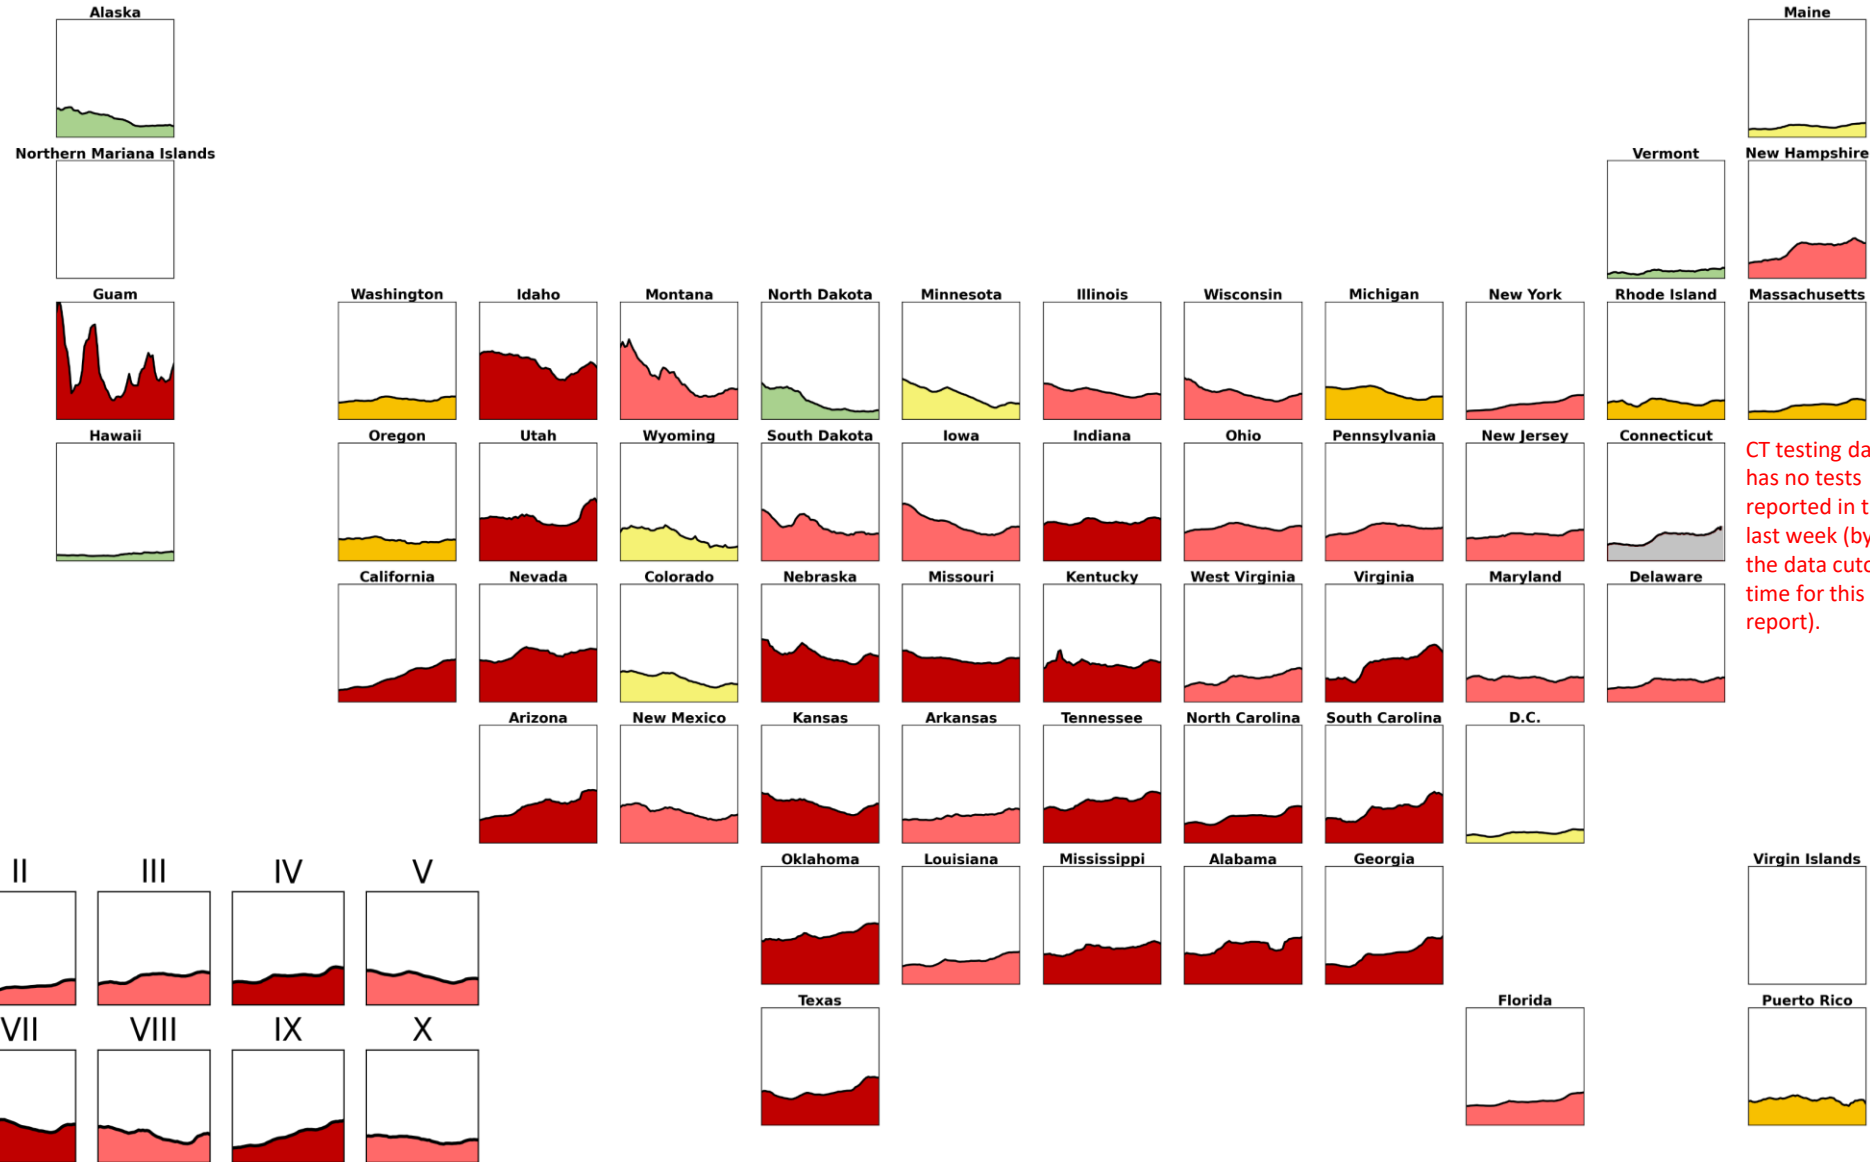 Alaska
Maine
Northern Mariana Islands
Vermont
New Hampshire
Guam
Washington
Idaho
Montana
North Dakota
Minnesota
Illinois
Wisconsin
Michigan
New York
Rhode Island
Massachusetts
Hawaii
Oregon
Utah
Wyoming
South Dakota
Iowa
Indiana
Ohio
Pennsylvania
New Jersey
Connecticut
CT testing
has no tests
reported in
last week (by
the data
time for this
report).
California
Nevada
Colorado
Nebraska
Missouri
Kentucky
West Virginia
Virginia
Maryland
Delaware
Arizona
New Mexico
Kansas
Arkansas
Tennessee
North Carolina
South Carolina
D.C.
Oklahoma
Louisiana
Mississippi
Alabama
Georgia
Virgin Islands
II
III
IV
V
Texas
Florida
Puerto Rico
VII
VIII
IX
X